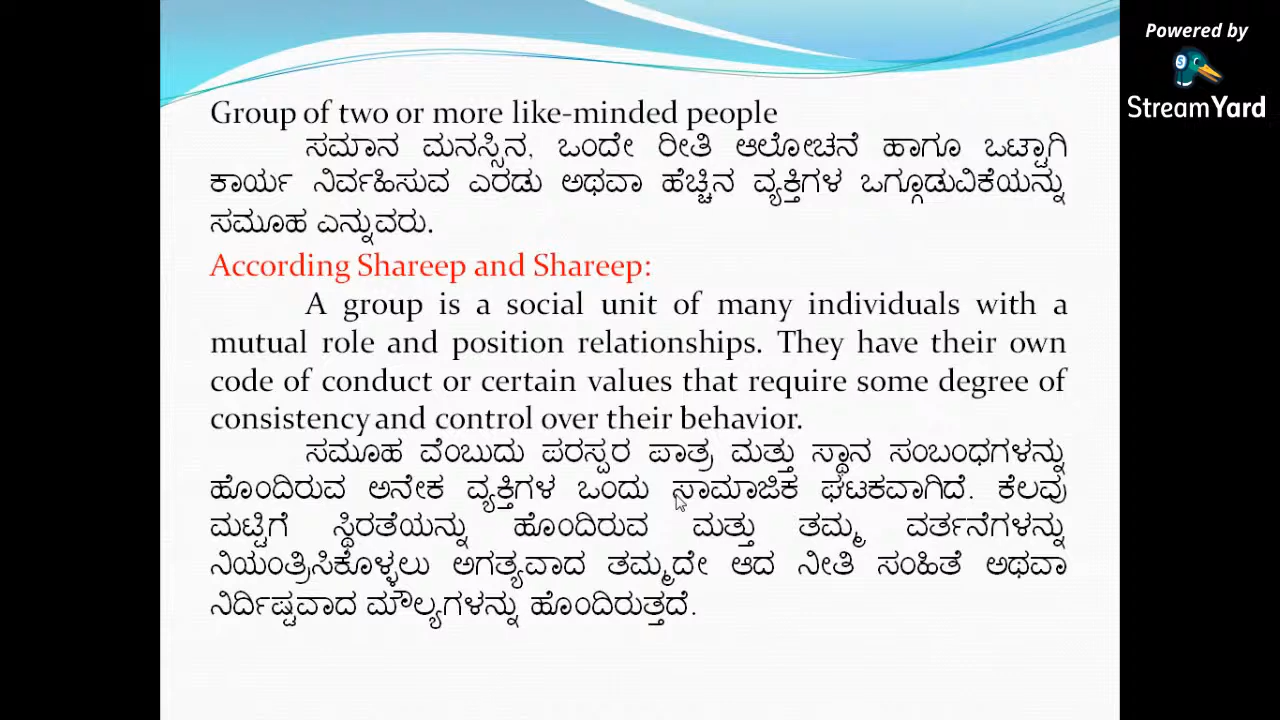 Powered by
StreamYard
Group of two or more like-minded people
ಸಮಾನ ಮನಸ್ಸಿನ, ಒಂದೇ ರೀತಿ ಆಲೋಚನೆ ಹಾಗೂ ಒಟ್ಟಾಗಿ
ಕಾರ್ಯ ನಿರ್ವಹಿಸುವ ಎರಡು ಅಥವಾ ಹೆಚ್ಚಿನ ವ್ಯಕ್ತಿಗಳ ಒಗ್ಗೂಡುವಿಕೆಯನ್ನು
ಸಮೂಹ ಎನ್ನುವರು.
According Shareep and Shareep:
A group is a social unit of many individuals with a
mutual role and position relationships. They have their own
code of conduct or certain values that require some degree of
consistency and control over their behavior.
ಸಮೂಹ ವೆಂಬುದು ಪರಸ್ಪರ ಪಾತ್ರ ಮತ್ತು ಸ್ಥಾನ ಸಂಬಂಧಗಳನ್ನು
ಹೊಂದಿರುವ ಅನೇಕ ವ್ಯಕ್ತಿಗಳ ಒಂದು ಸಾಮಾಜಿಕ ಘಟಕವಾಗಿದೆ. ಕೆಲವು
ಮಟ್ಟಿಗೆ ಸ್ಥಿರತೆಯನ್ನು ಹೊಂದಿರುವ ಮತ್ತು ತಮ್ಮ ವರ್ತನೆಗಳನ್ನು
ನಿಯಂತ್ರಿಸಿಕೊಳ್ಳಲು ಅಗತ್ಯವಾದ ತಮ್ಮದೇ ಆದ ನೀತಿ ಸಂಹಿತೆ ಅಥವಾ
ನಿರ್ದಿಷ್ಟವಾದ ಮೌಲ್ಯಗಳನ್ನು ಹೊಂದಿರುತ್ತದೆ.